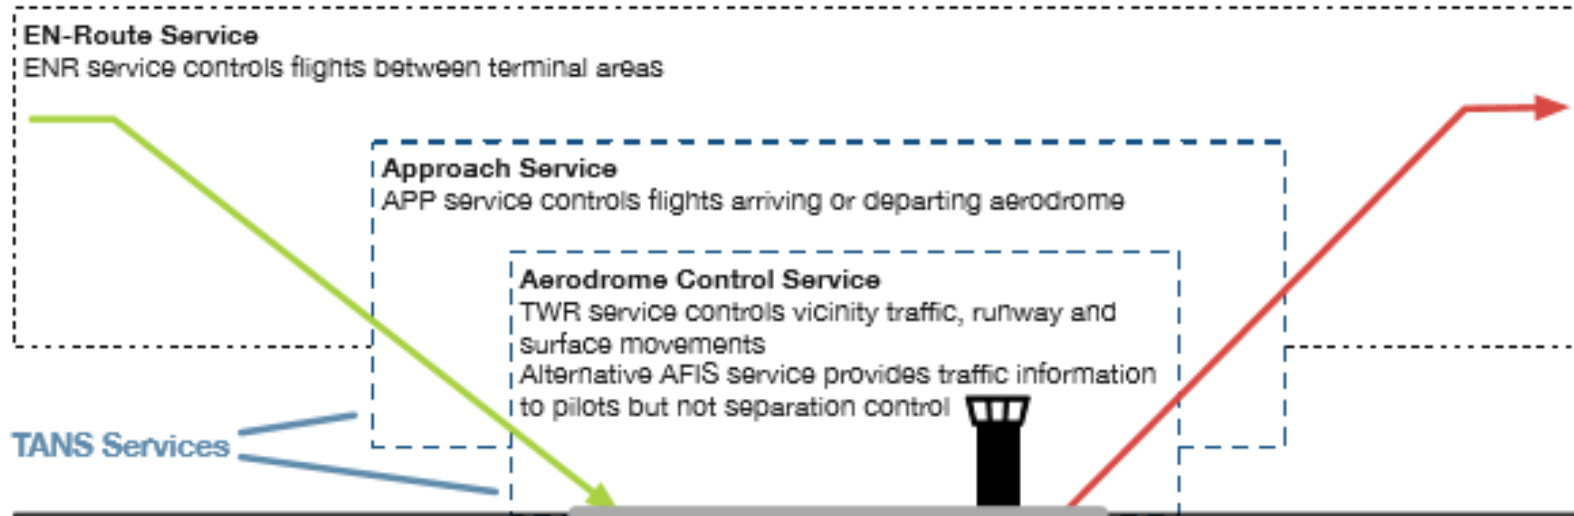 EN-Route Service
ENR service controls flights between terminal areas
Approach Service
APP service controls flights arriving or departing aerodrome
Aerodrome Control Service
TWR service controls vicinity traffic, runway and
surface movements
Alternative AFIS service provides traffic information
to pilots but not separation control
TANS Services